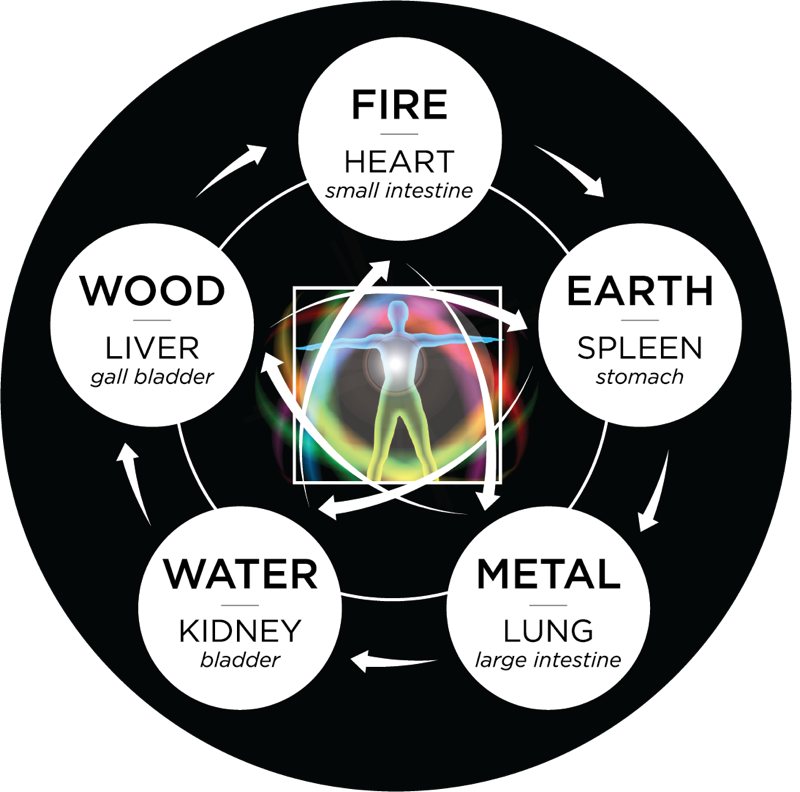 FIRE
HEART
small intestine
WOOD
LIVER
gall bladder
EARTH
SPLEEN
stomach
WATER
KIDNEY
bladder
METAL
LUNG
large intestine